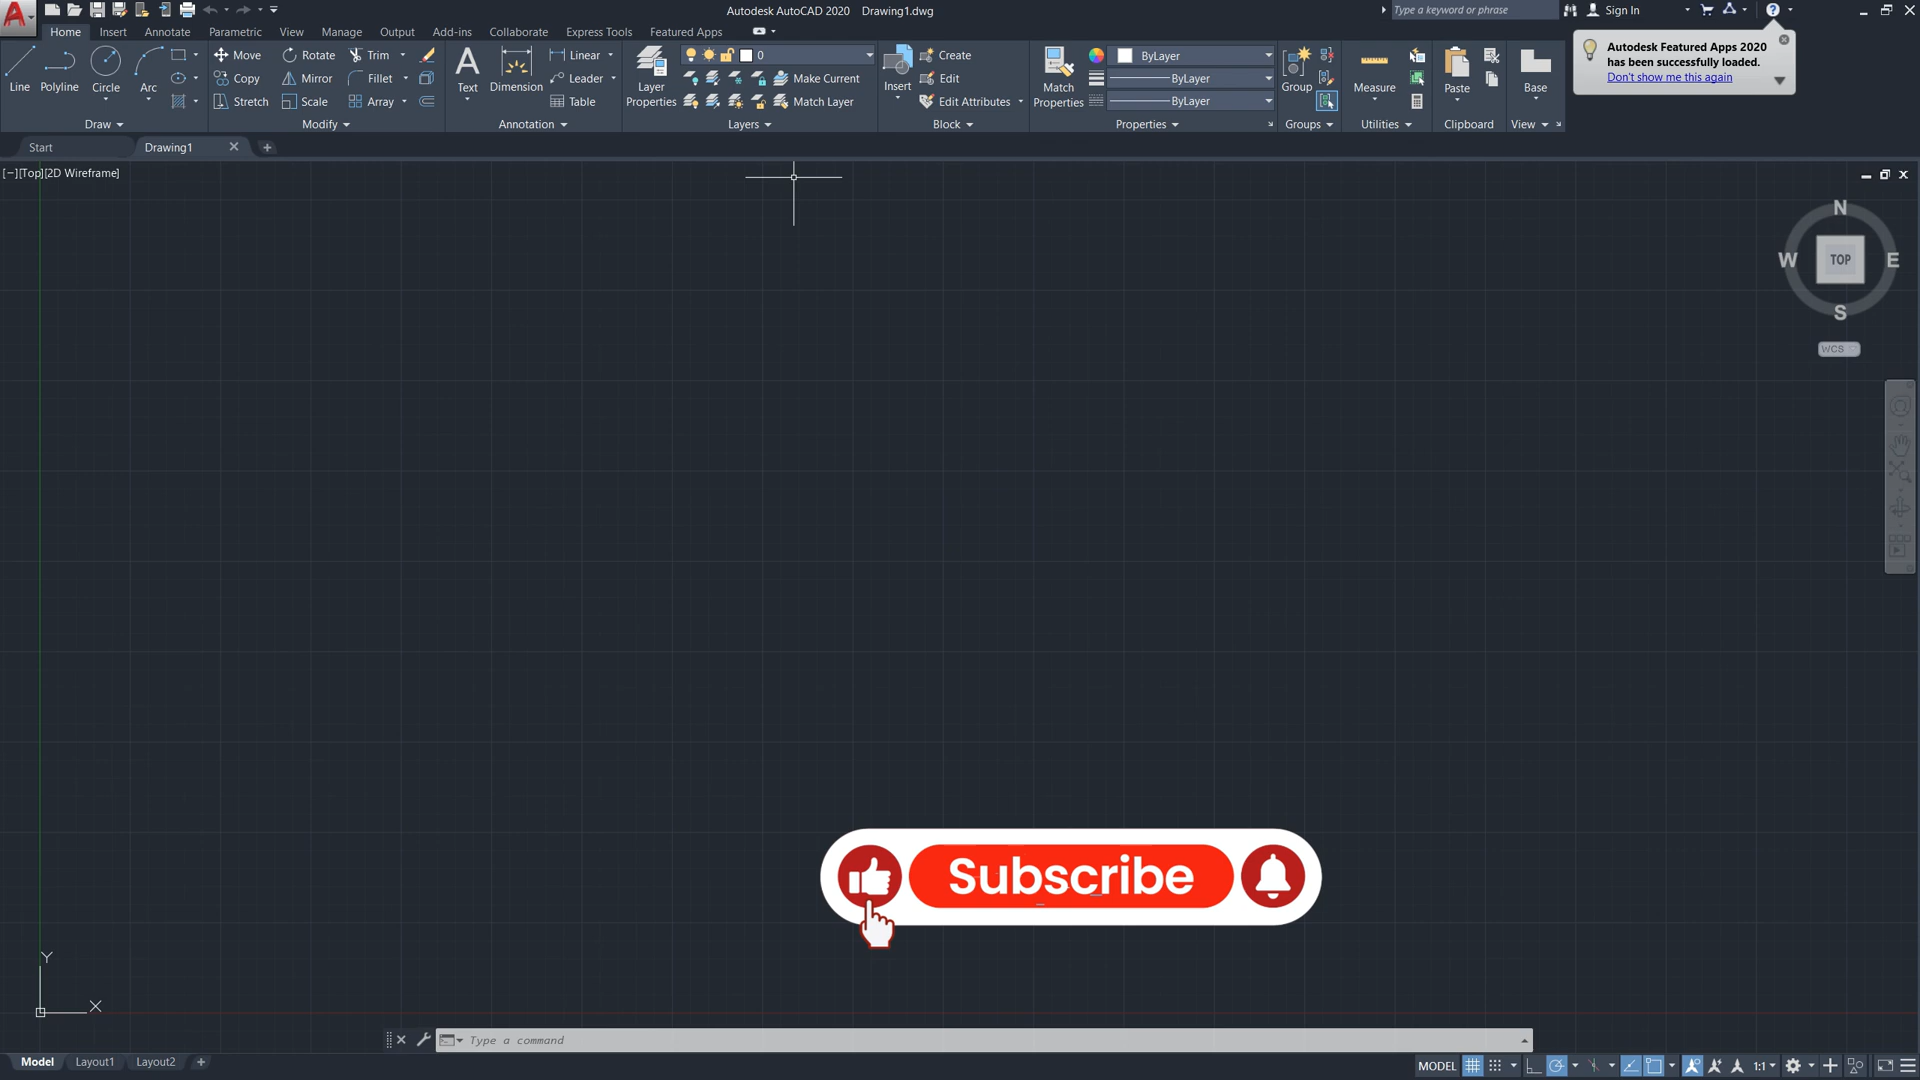 Autodesk AutoCAD 2020 Drawing1.dwg
Type a keyword or phrase
Sign In
Home Insert Annotate Parametric View Manage Output Add-ins Collaborate Express Tools Featured Apps
Autodesk Featured Apps 2020
has been successfully loaded.
Don't show me this again
Line Polyline Circle Arc
Move Rotate Trim
Copy Mirror Fillet
Stretch Scale Array
Text Dimension
Linear
Leader
Table
Layer
Properties
0
Make Current
Match Layer
Insert
Create
Edit
Edit Attributes
Match
Properties
ByLayer
ByLayer
ByLayer
Group
Measure
Paste
Base
Draw Modify Annotation Layers Block Properties Groups Utilities Clipboard View
Start Drawing1
[−][Top][2D Wireframe]
N
W TOP E
S
WCS
Subscribe
Y
X
Type a command
Model Layout1 Layout2
MODEL 1:1